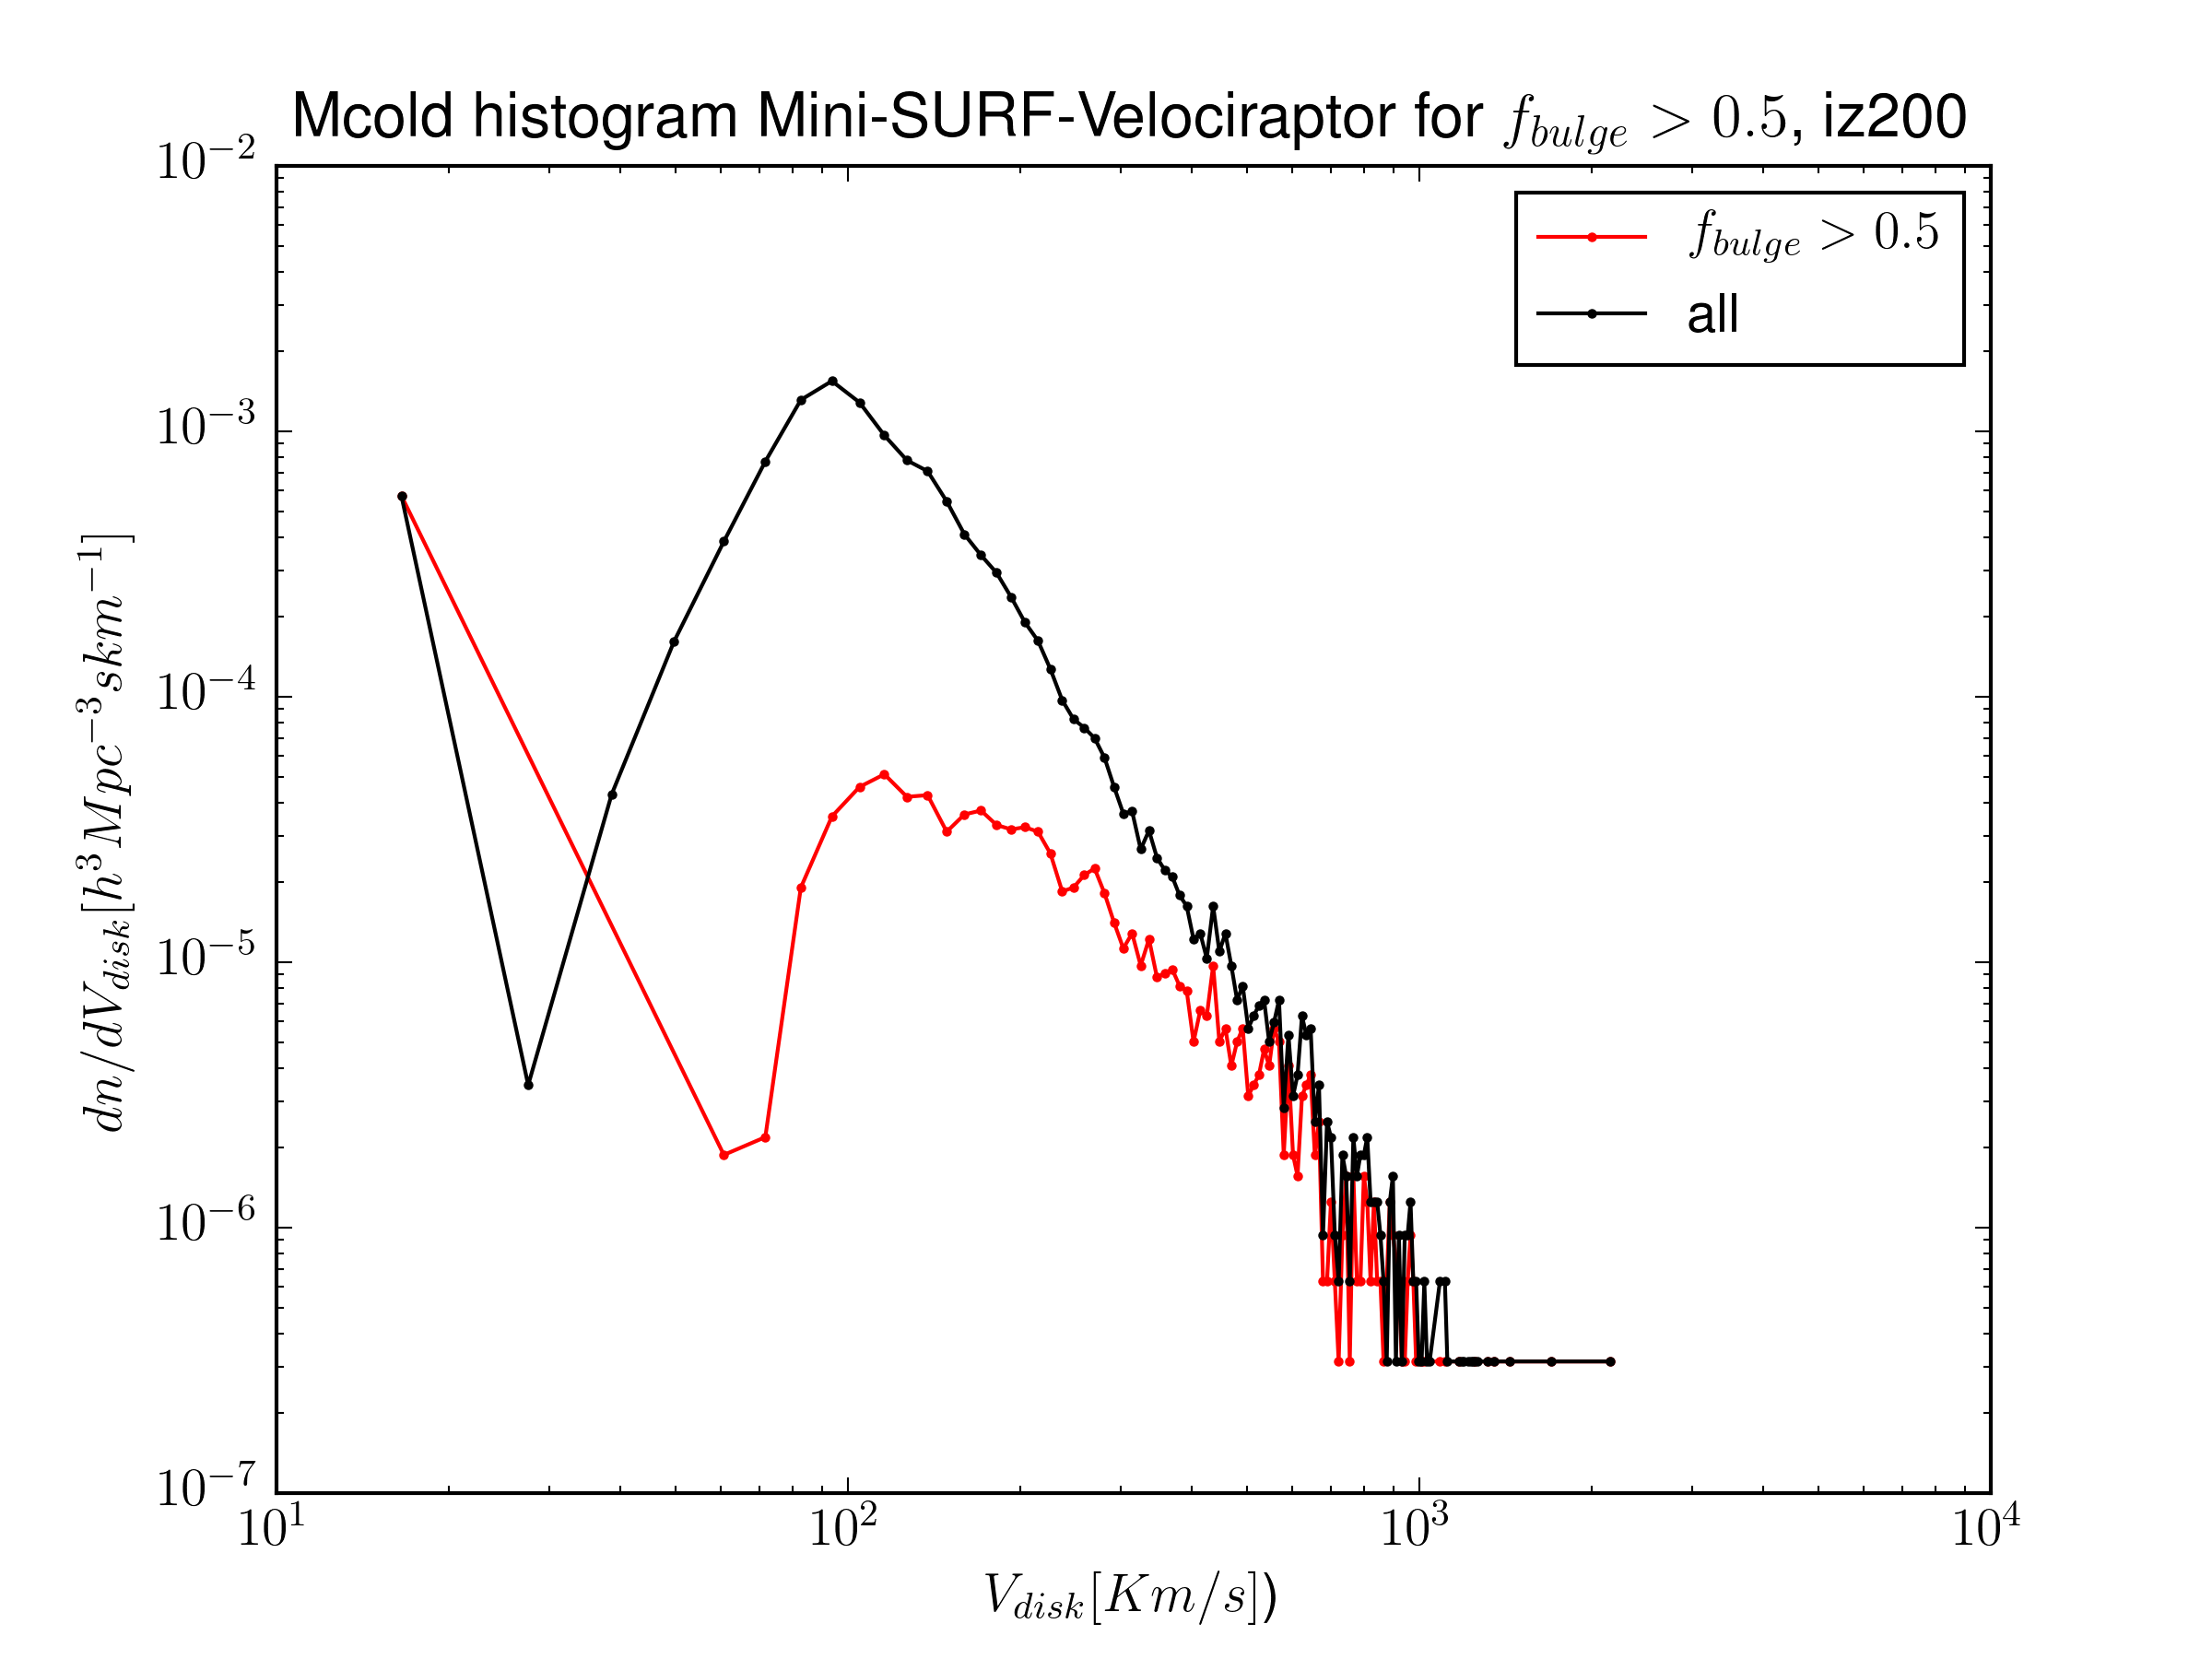 Mcold histogram Mini-SURF-Velociraptor for $f_{bulge} > 0.5$, iz200
$f_{bulge} > 0.5$
all
$dn/dV_{disk}[h^3Mpc^{-3}skm^{-1}]$
$10^{-2}$
$10^{-3}$
$10^{-4}$
$10^{-5}$
$10^{-6}$
$10^{-7}$
$10^1$ $10^2$ $10^3$ $10^4$
$V_{disk}[Km/s]$)